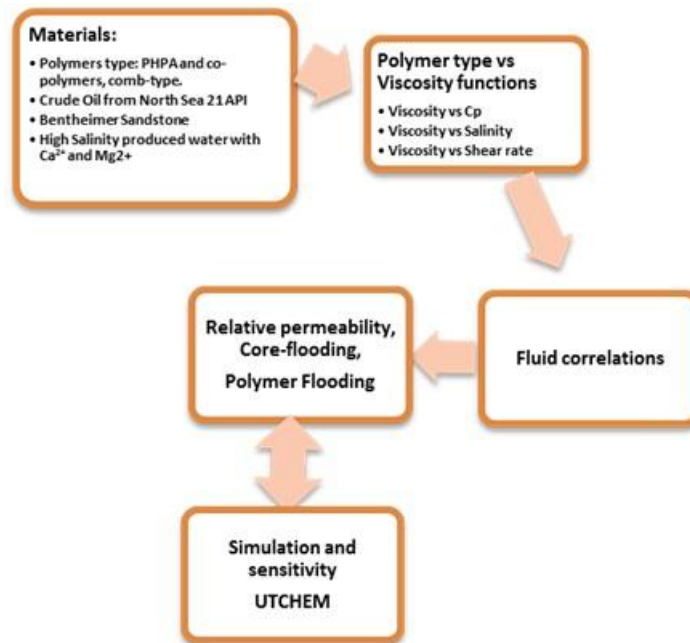 Materials:
• Polymers type: PHPA and co-
polymers, comb-type.
• Crude Oil from North Sea 21 API
• Bentheimer Sandstone
• High Salinity produced water with
Ca²⁺ and Mg2+
Polymer type vs
Viscosity functions
• Viscosity vs Cp
• Viscosity vs Salinity
• Viscosity vs Shear rate
Fluid correlations
Relative permeability,
Core-flooding,
Polymer Flooding
Simulation and
sensitivity
UTCHEM